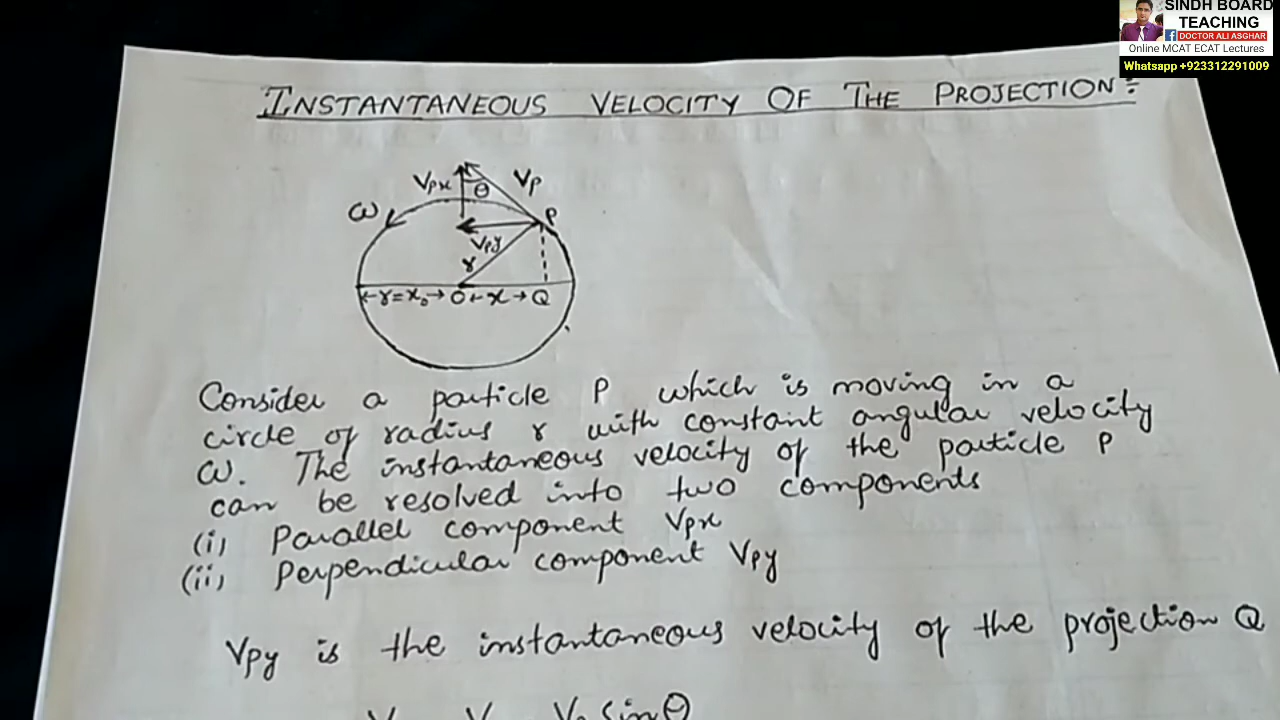 SINDH BOARD
TEACHING
f DOCTOR ALI ASGHAR
Online MCAT ECAT Lectures
Whatsapp +923312291009
INSTANTANEOUS VELOCITY OF THE PROJECTION:-
Vpx θ Vp
ω P
Vpy
r
r=x₀ O x Q
Consider a particle P which is moving in a
circle of radius r with constant angular velocity
ω. The instantaneous velocity of the particle P
can be resolved into two components
(i) Parallel component Vpx
(ii) Perpendicular component Vpy
Vpy is the instantaneous velocity of the projection Q
Sinθ